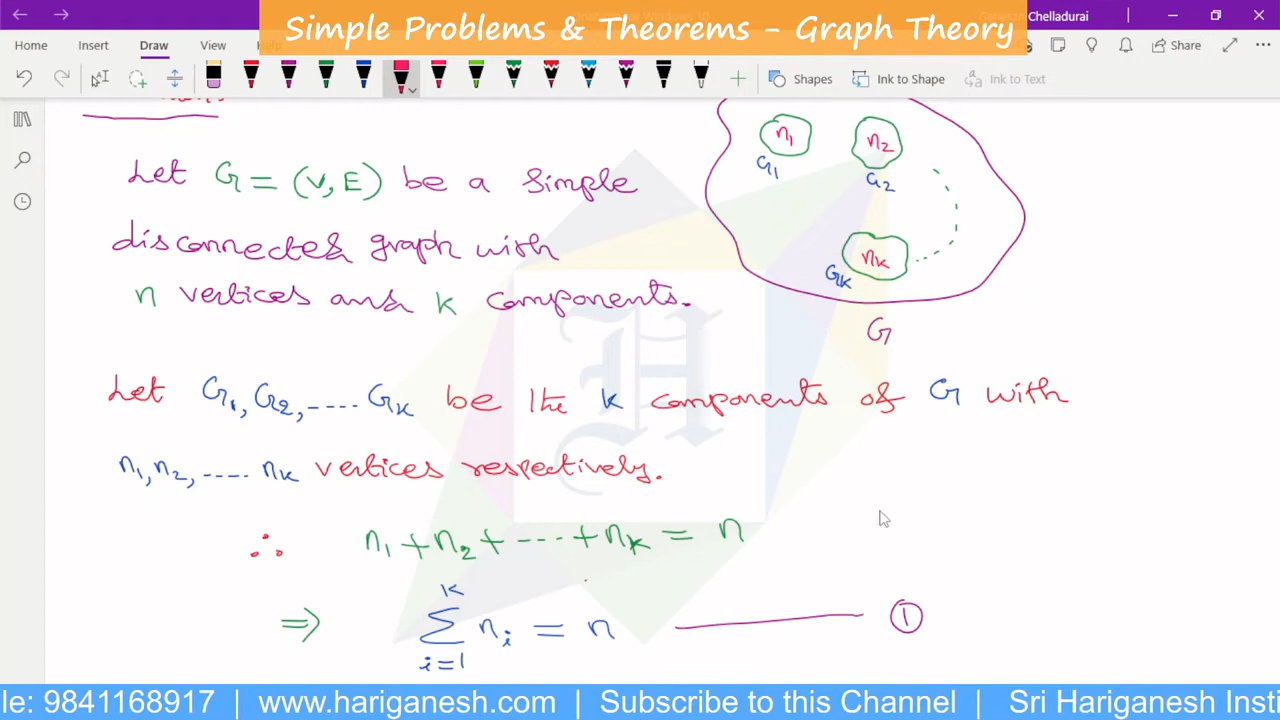 Simple Problems & Theorems - Graph Theory
Chelladurai
Home Insert Draw View
Share
Shapes Ink to Shape Ink to Text
Let G = (V, E) be a simple
disconnected graph with
n vertices and k components.
n1 n2
G1 G2
nk
Gk
G
Let G1, G2, ..... Gk be the k components of G with
n1, n2, ..... nk vertices respectively.
∴ n1 + n2 + ---- + nk = n
⇒ k
∑ ni = n ——— ①
i=1
le: 9841168917 | www.hariganesh.com | Subscribe to this Channel | Sri Hariganesh Insti